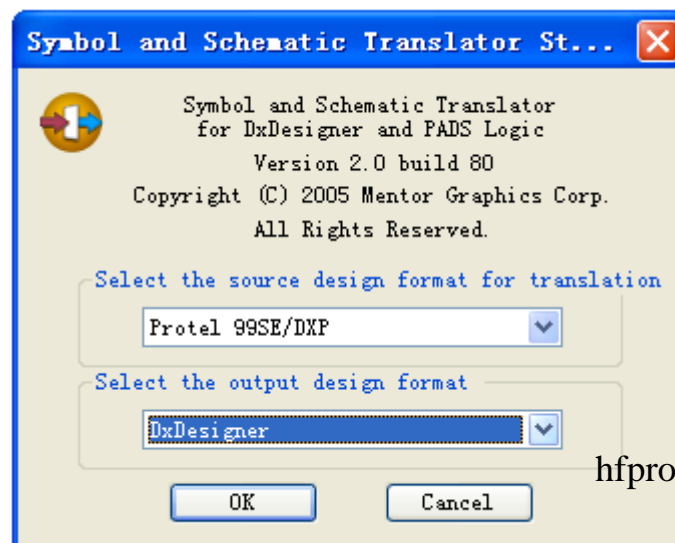 Symbol and Schematic Translator St...
Symbol and Schematic Translator
for DxDesigner and PADS Logic
Version 2.0 build 80
Copyright (C) 2005 Mentor Graphics Corp.
All Rights Reserved.
Select the source design format for translation
Protel 99SE/DXP
Select the output design format
DxDesigner
hfpro
OK Cancel